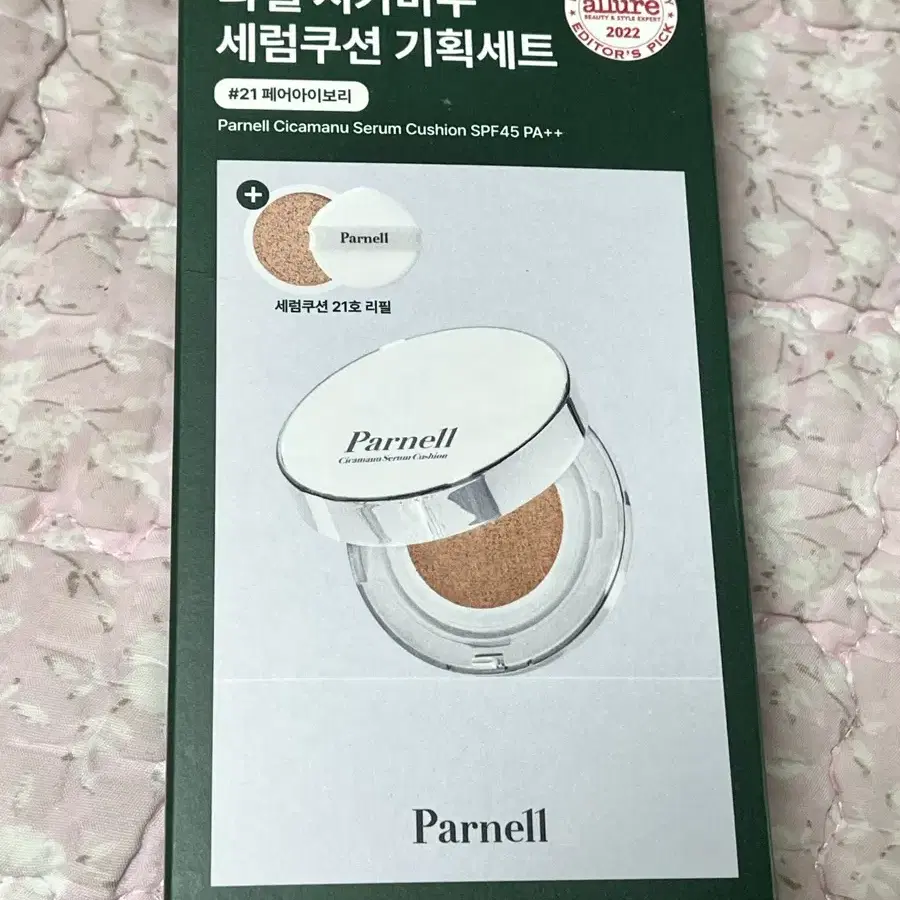 세럼쿠션 기획세트
allure
BEAUTY & STYLE EXPERT
2022
EDITOR'S PICK
#21 페어아이보리
Parnell Cicamanu Serum Cushion SPF45 PA++
+
Parnell
세럼쿠션 21호 리필
Parnell
Cicamanu Serum Cushion
Parnell